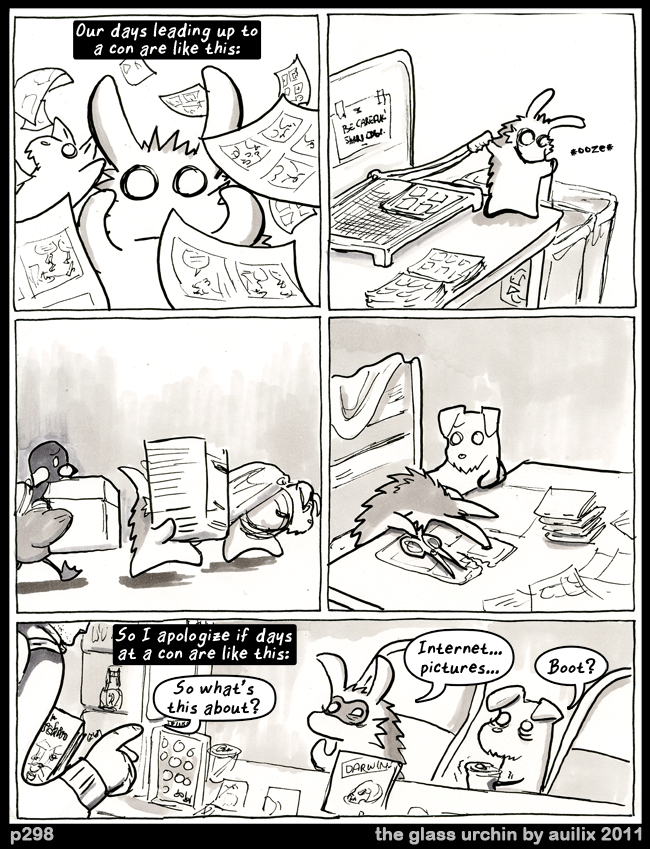 Our days leading up to
a con are like this:
BE CAREFUL!
*ooze*
So I apologize if days
at a con are like this:
So what's
this about?
Internet...
pictures...
Boot?
DARWIN
p298
the glass urchin by auilix 2011